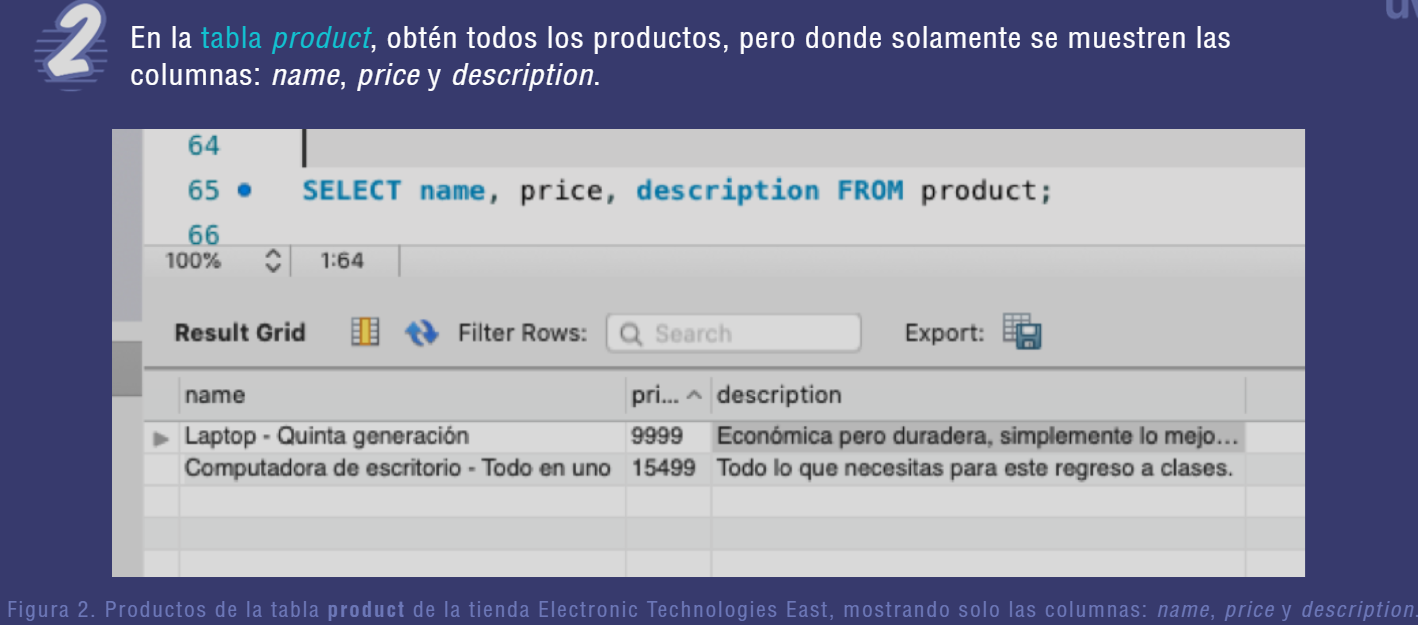 2
En la tabla product, obtén todos los productos, pero donde solamente se muestren las
columnas: name, price y description.
64
65 SELECT name, price, description FROM product;
66
100% 1:64
Result Grid Filter Rows: Search Export:
name pri... description
Laptop - Quinta generación 9999 Económica pero duradera, simplemente lo mejo...
Computadora de escritorio - Todo en uno 15499 Todo lo que necesitas para este regreso a clases.
Figura 2. Productos de la tabla product de la tienda Electronic Technologies East, mostrando solo las columnas: name, price y description.